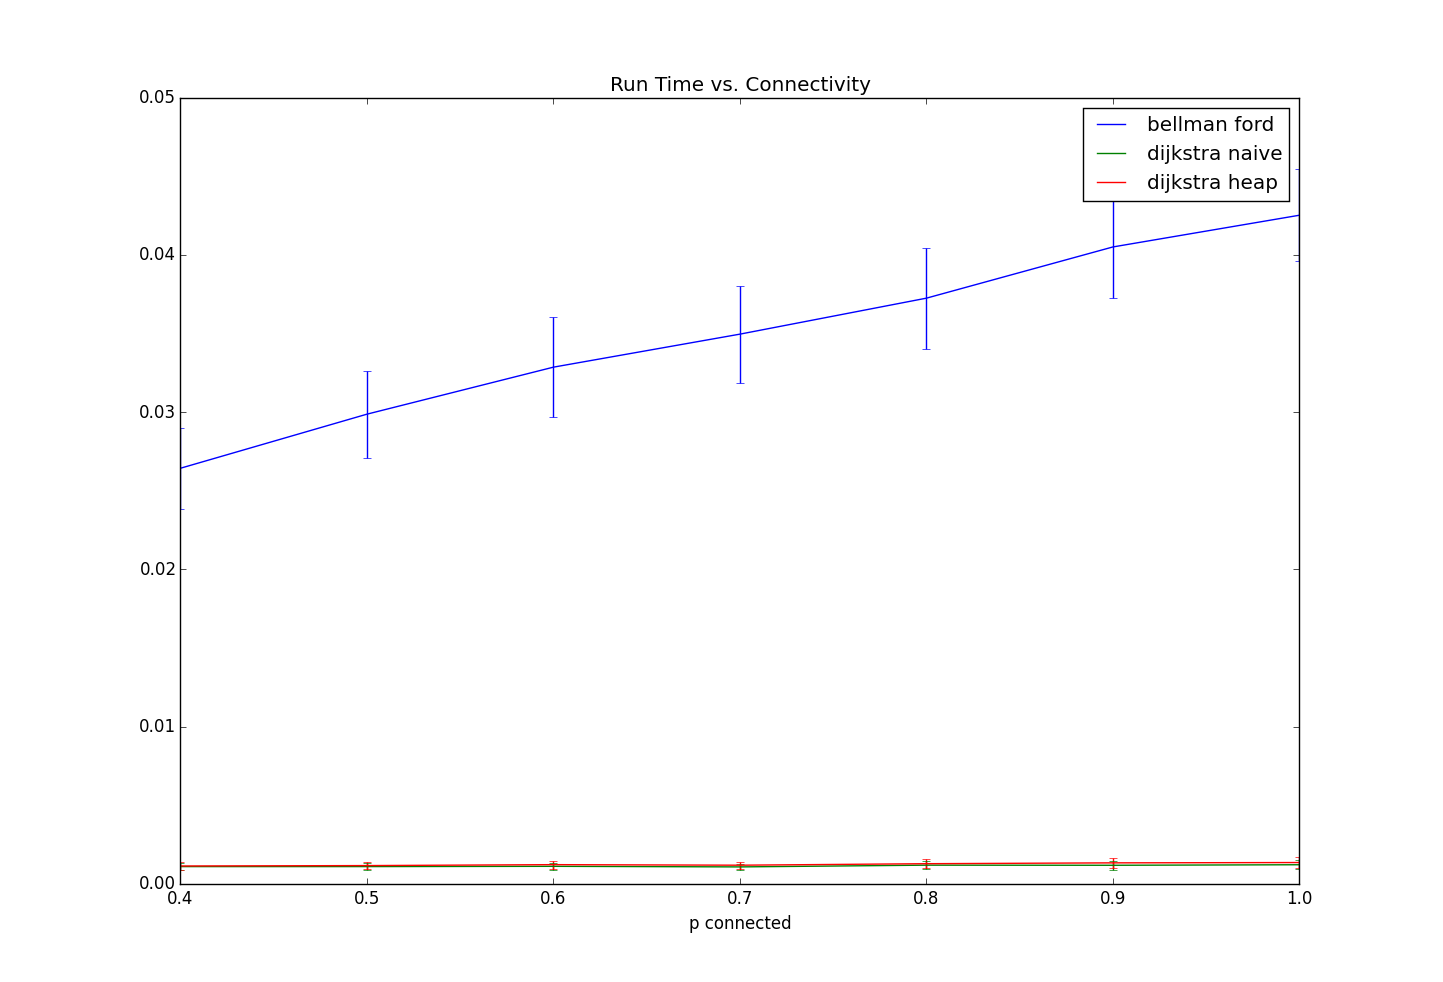 Run Time vs. Connectivity
0.05
0.04
0.03
0.02
0.01
0.00
bellman ford
dijkstra naive
dijkstra heap
0.4 0.5 0.6 0.7 0.8 0.9 1.0
p connected